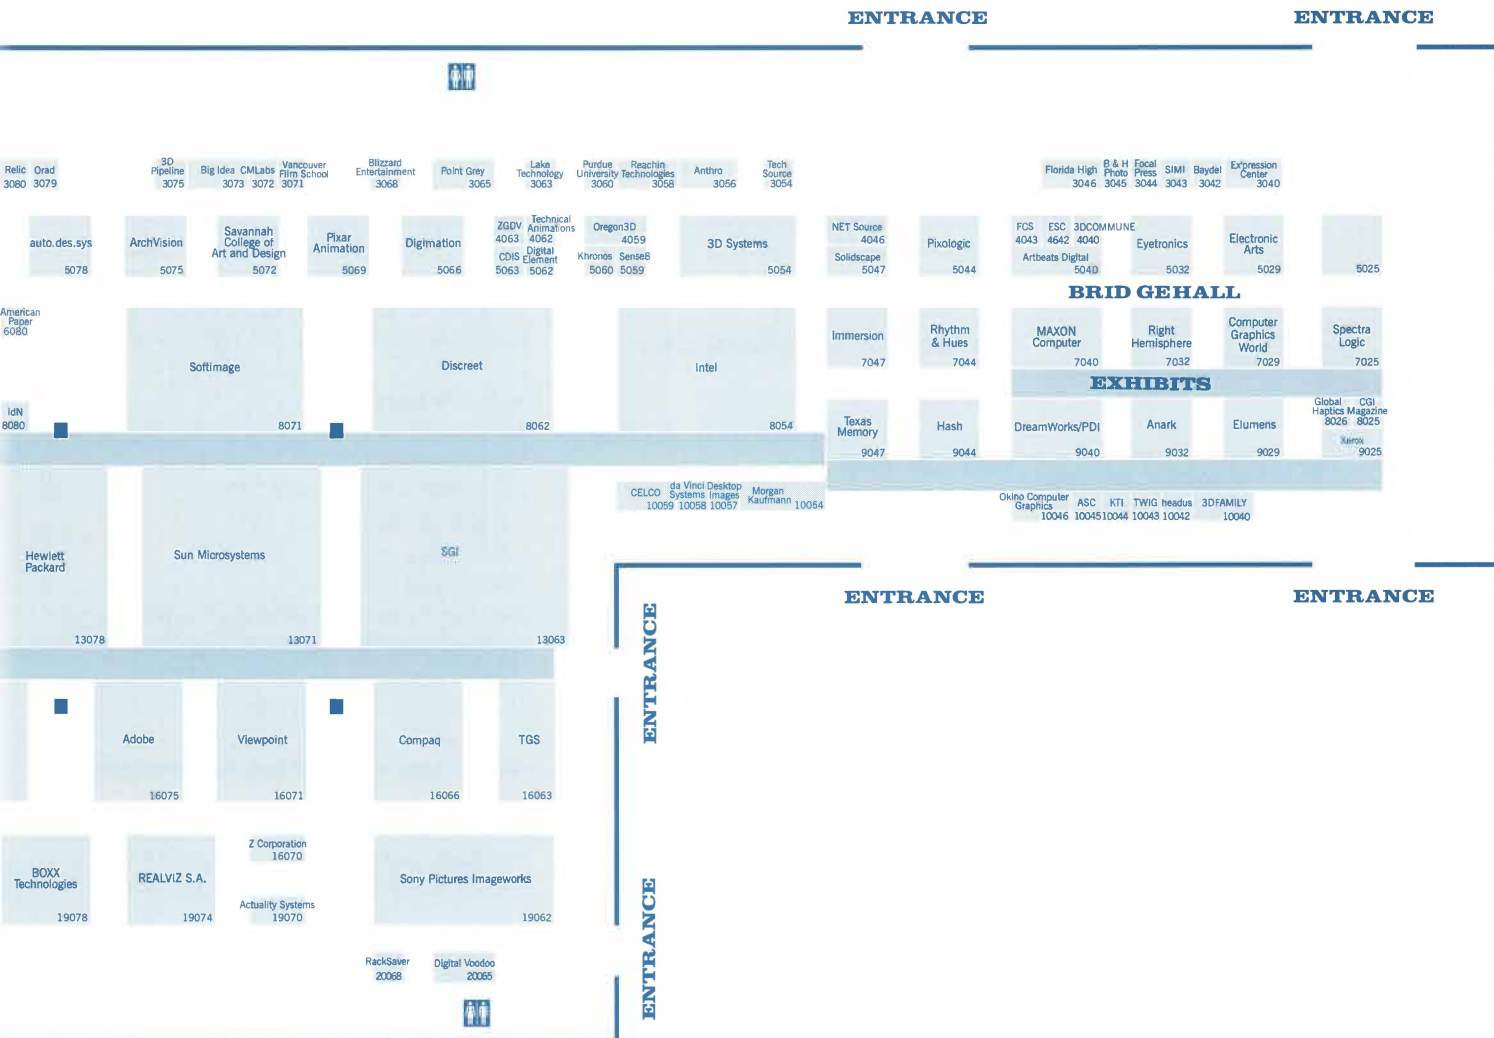 ENTRANCE
ENTRANCE
Relic
3080
Orad
3079
3D
Pipeline
3075
Big Idea
3073
CMLabs
3072
Vancouver
Film School
3071
Blizzard
Entertainment
3068
Point Grey
3065
Lake
Technology
3063
Purdue
University
3060
Reachin
Technologies
3058
Anthro
3056
Tech
Source
3054
Florida High
3046
B & H
Photo
3045
Focal
Press
3044
SIMI
3043
Baydel
3042
Expression
Center
3040
auto.des.sys
5078
ArchVision
5075
Savannah
College of
Art and Design
5072
Pixar
Animation
5069
Digimation
5066
ZGDV
4063
Technical
Animations
4062
CDIS
5063
Digital
Element
5062
Oregon3D
4059
Khronos
5060
Sense8
5059
3D Systems
5054
NET Source
4046
Solidscape
5047
Pixologic
5044
FCS
4043
ESC
4642
3DCOMMUNE
4040
Artbeats Digital
5040
Eyetronics
5032
Electronic
Arts
5029
5025
BRID GEHALL
American
Paper
6080
Softimage
8071
Discreet
8062
Intel
8054
Immersion
7047
Rhythm
& Hues
7044
MAXON
Computer
7040
Right
Hemisphere
7032
Computer
Graphics
World
7029
Spectra
Logic
7025
EXHIBITS
idN
8080
Texas
Memory
9047
Hash
9044
DreamWorks/PDI
9040
Anark
9032
Elumens
9029
Global
Haptics
8026
CGI
Magazine
8025
Xerox
9025
CELCO
10059
da Vinci
Systems
10058
Desktop
Images
10057
Morgan
Kaufmann
10054
Okino Computer
Graphics
10046
ASC
10045
KTI
10044
TWIG
10043
headus
10042
3DFAMILY
10040
Hewlett
Packard
13078
Sun Microsystems
13071
SGI
13063
ENTRANCE
ENTRANCE
ENTRANCE
Adobe
16075
Viewpoint
16071
Compaq
16066
TGS
16063
BOXX
Technologies
19078
REALVIZ S.A.
19074
Z Corporation
16070
Actuality Systems
19070
Sony Pictures Imageworks
19062
ENTRANCE
RackSaver
20068
Digital Voodoo
20065